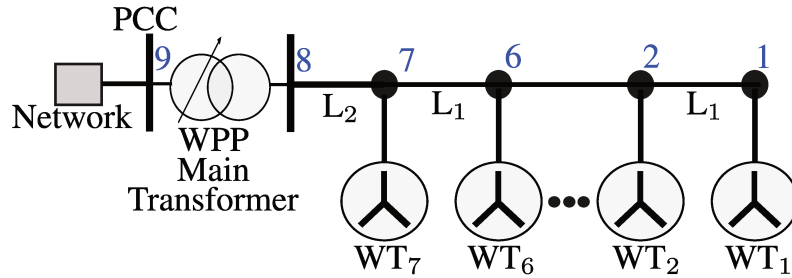 PCC
9
8
7
6
2
1
L₂
L₁
L₁
Network
WPP
Main
Transformer
WT₇
WT₆
WT₂
WT₁